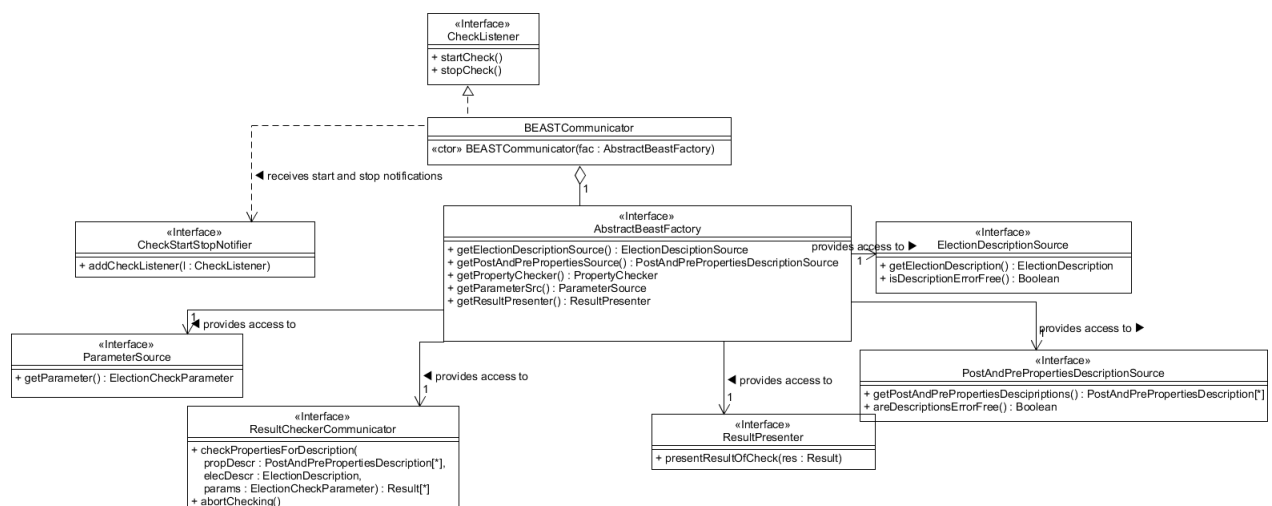 «Interface»
CheckListener
+ startCheck()
+ stopCheck()
BEASTCommunicator
«ctor» BEASTCommunicator(fac : AbstractBeastFactory)
◀ receives start and stop notifications
1
«Interface»
CheckStartStopNotifier
+ addCheckListener(l : CheckListener)
«Interface»
AbstractBeastFactory
+ getElectionDescriptionSource() : ElectionDesciptionSource
+ getPostAndPrePropertiesSource() : PostAndPrePropertiesDescriptionSource
+ getPropertyChecker() : PropertyChecker
+ getParameterSrc() : ParameterSource
+ getResultPresenter() : ResultPresenter
provides access to ▶
1
«Interface»
ElectionDescriptionSource
+ getElectionDescription() : ElectionDescription
+ isDescriptionErrorFree() : Boolean
1
◀ provides access to
provides access to ▶
1
«Interface»
ParameterSource
+ getParameter() : ElectionCheckParameter
«Interface»
PostAndPrePropertiesDescriptionSource
+ getPostAndPrePropertiesDescipriptions() : PostAndPrePropertiesDescription[*]
+ areDescriptionsErrorFree() : Boolean
◀ provides access to
1
◀ provides access to
1
«Interface»
ResultCheckerCommunicator
+ checkPropertiesForDescription(
propDescr : PostAndPrePropertiesDescription[*],
elecDescr : ElectionDescription,
params : ElectionCheckParameter) : Result[*]
+ abortChecking()
«Interface»
ResultPresenter
+ presentResultOfCheck(res : Result)